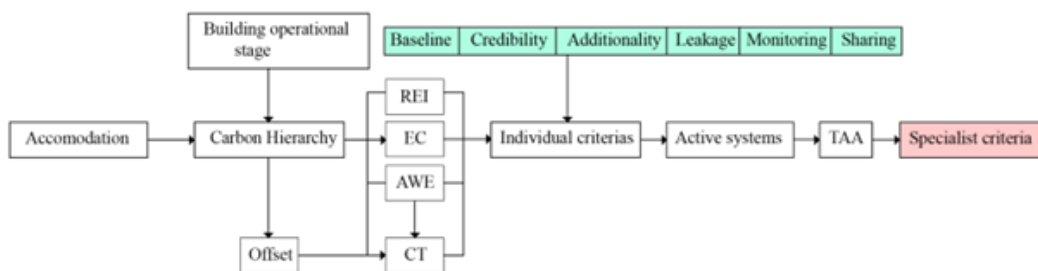 Building operational
stage
Baseline Credibility Additionality Leakage Monitoring Sharing
REI
Accomodation Carbon Hierarchy EC Individual criterias Active systems TAA Specialist criteria
AWE
Offset CT